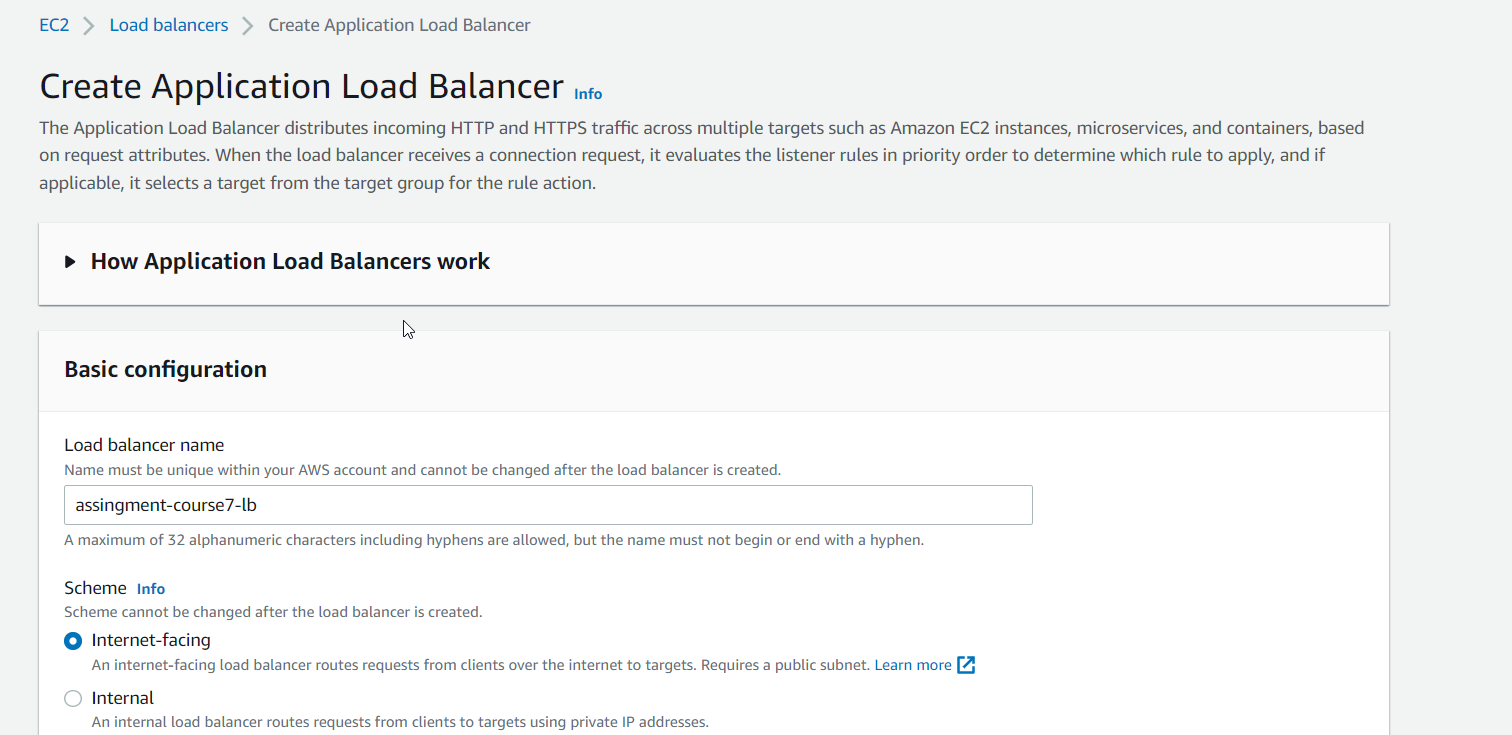 EC2 > Load balancers > Create Application Load Balancer
Create Application Load Balancer Info
The Application Load Balancer distributes incoming HTTP and HTTPS traffic across multiple targets such as Amazon EC2 instances, microservices, and containers, based
on request attributes. When the load balancer receives a connection request, it evaluates the listener rules in priority order to determine which rule to apply, and if
applicable, it selects a target from the target group for the rule action.
How Application Load Balancers work
Basic configuration
Load balancer name
Name must be unique within your AWS account and cannot be changed after the load balancer is created.
assingment-course7-lb
A maximum of 32 alphanumeric characters including hyphens are allowed, but the name must not begin or end with a hyphen.
Scheme Info
Scheme cannot be changed after the load balancer is created.
Internet-facing
An internet-facing load balancer routes requests from clients over the internet to targets. Requires a public subnet. Learn more
Internal
An internal load balancer routes requests from clients to targets using private IP addresses.